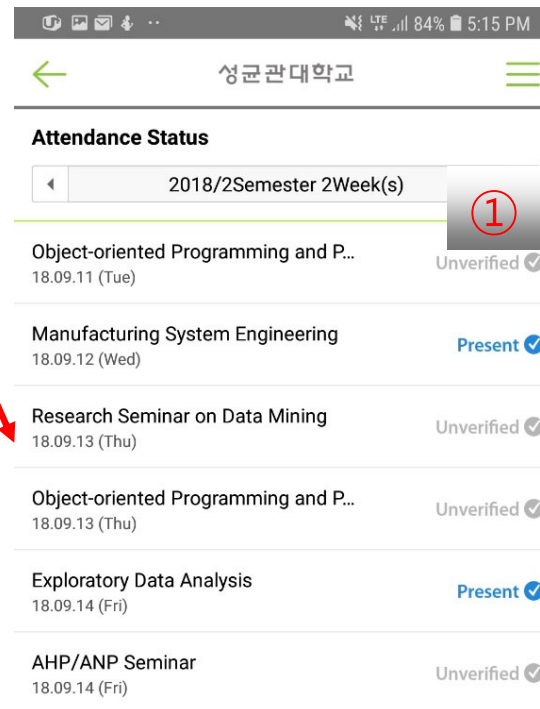 LTE 84% 5:15 PM
성균관대학교
Attendance Status
2018/2Semester 2Week(s)
①
Object-oriented Programming and P...
Unverified
18.09.11 (Tue)
Manufacturing System Engineering
Present
18.09.12 (Wed)
Research Seminar on Data Mining
Unverified
18.09.13 (Thu)
Object-oriented Programming and P...
Unverified
18.09.13 (Thu)
Exploratory Data Analysis
Present
18.09.14 (Fri)
AHP/ANP Seminar
Unverified
18.09.14 (Fri)